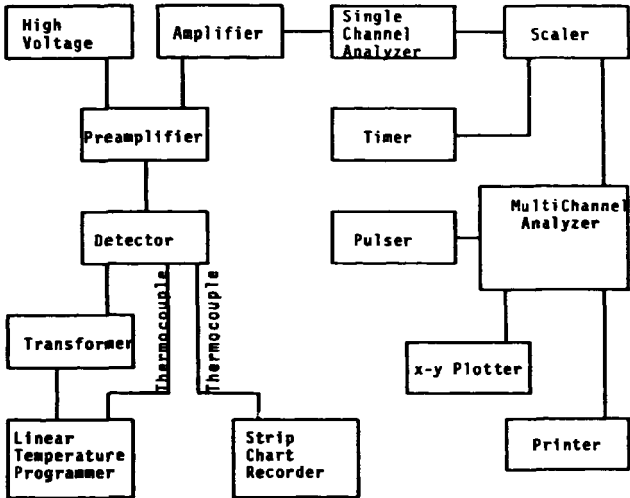 High
Voltage
Amplifier
Single
Channel
Analyzer
Scaler
Preamplifier
Timer
MultiChannel
Analyzer
Detector
Pulser
Thermocouple
Thermocouple
Transformer
x-y Plotter
Linear
Temperature
Programmer
Strip
Chart
Recorder
Printer